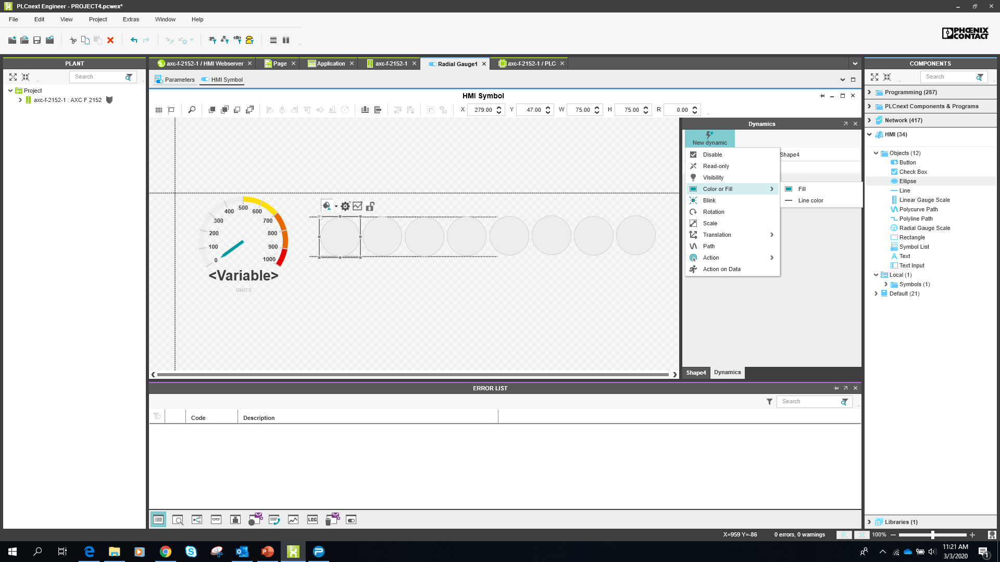 PLCnext Engineer - PROJECT4.pcwex*
File Edit View Project Extras Window Help
PHŒNIX
CONTACT
PLANT
Search
Project
axc-f-2152-1 : AXC F 2152
axc-f-2152-1 / HMI Webserver Page Application axc-f-2152-1 Radial Gauge1 axc-f-2152-1 / PLC
Parameters HMI Symbol
HMI Symbol
X 279.00 Y 47.00 W 75.00 H 75.00 R 0.00
0
100
200
300
400
500
600
700
800
900
1000
<Variable>
UNITS
Dynamics
New dynamic
Shape4
Disable
Read-only
Visibility
Color or Fill
Blink
Rotation
Scale
Translation
Path
Action
Action on Data
Fill
Line color
Shape4 Dynamics
ERROR LIST
Search
Code Description
LOG
COMPONENTS
Search
Programming (287)
PLCnext Components & Programs
Network (417)
HMI (34)
Objects (12)
Button
Check Box
Ellipse
Line
Linear Gauge Scale
Polycurve Path
Polyline Path
Radial Gauge Scale
Rectangle
Symbol List
Text
Text Input
Local (1)
Symbols (1)
Default (21)
Libraries (1)
X=959 Y=-86 0 errors, 0 warnings 100%
11:21 AM
3/3/2020
1